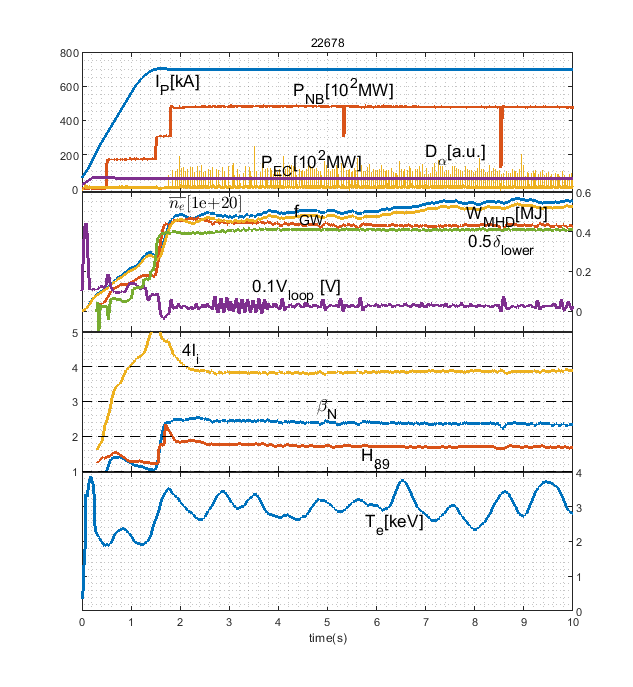 22678
800
600
400
200
0
I_P[kA]
P_NB[10^2MW]
P_EC[10^2MW]
D_α[a.u.]
n_e[1e+20]
f_GW
W_MHD[MJ]
0.5δ_lower
0.1V_loop [V]
0.6
0.4
0.2
0
5
4
3
2
1
4l_i
β_N
H_89
4
3
2
1
0
T_e[keV]
0 1 2 3 4 5 6 7 8 9 10
time(s)